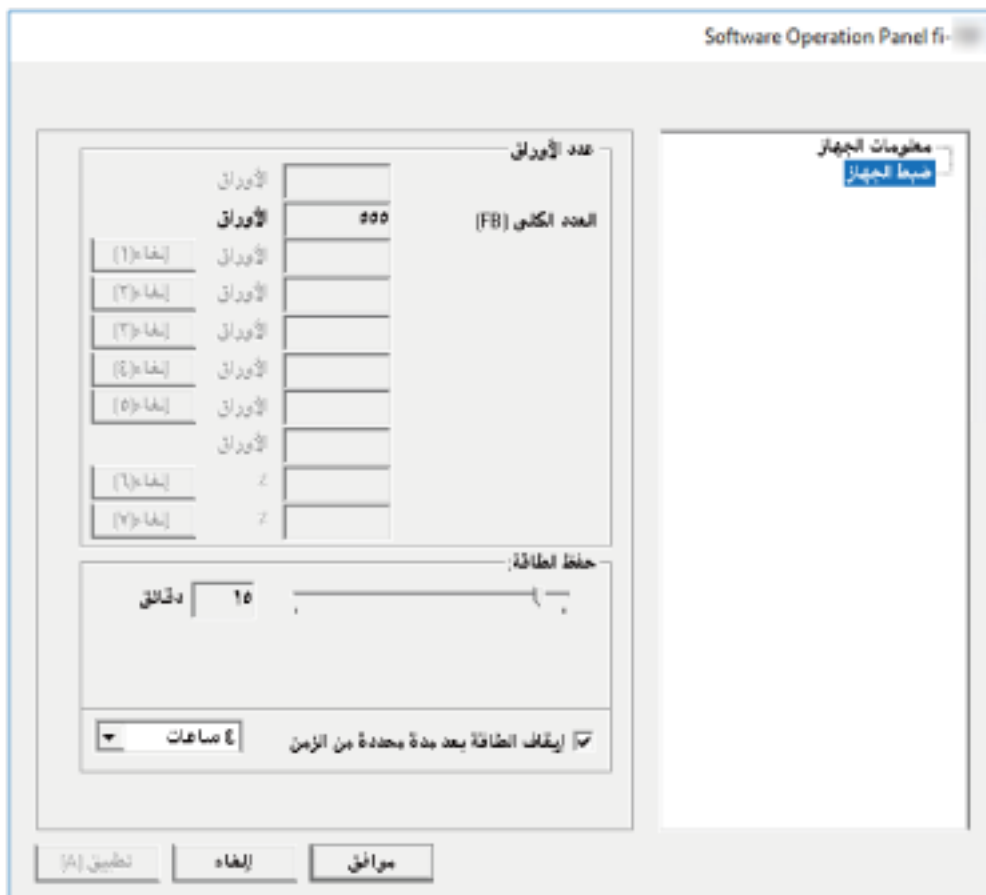 Software Operation Panel fi-
معلومات الجهاز
ضبط الجهاز
عدد الأوراق
الأوراق
العدد الكلي (FB) ٥٥٥ الأوراق
الأوراق إلغاء(١)
الأوراق إلغاء(٢)
الأوراق إلغاء(٣)
الأوراق إلغاء(٤)
الأوراق إلغاء(٥)
الأوراق
٪ إلغاء(٦)
٪ إلغاء(٧)
حفظ الطاقة:
١٥ دقائق
إيقاف الطاقة بعد مدة محددة من الزمن ٤ ساعات
موافق إلغاء تطبيق (A)